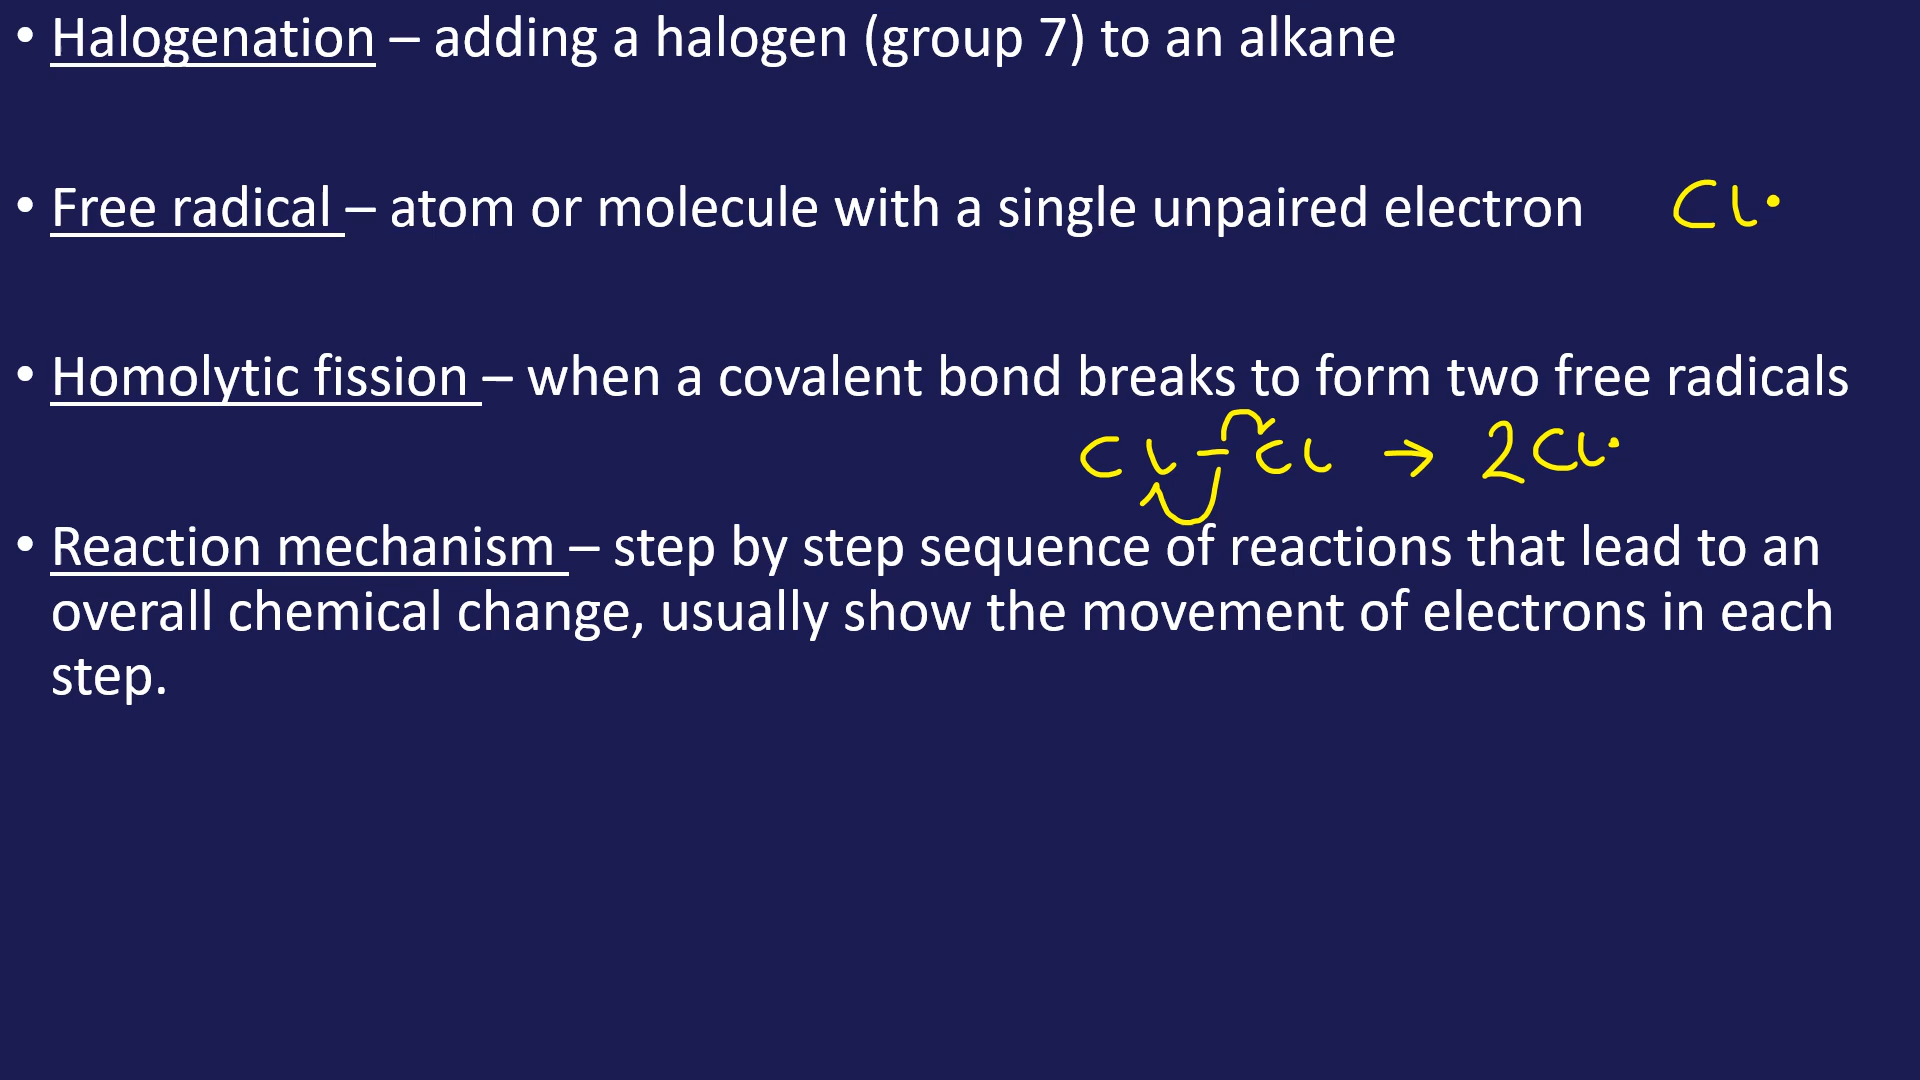 • Halogenation – adding a halogen (group 7) to an alkane
• Free radical – atom or molecule with a single unpaired electron Cl•
• Homolytic fission – when a covalent bond breaks to form two free radicals
Cl – Cl → 2Cl•
• Reaction mechanism – step by step sequence of reactions that lead to an
overall chemical change, usually show the movement of electrons in each
step.